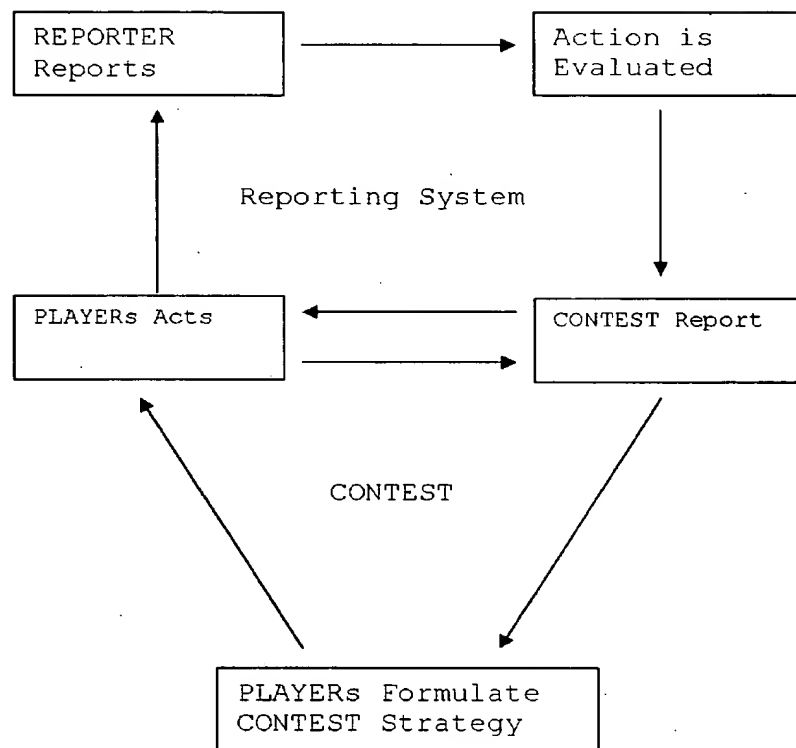 REPORTER
Reports
Action is
Evaluated
Reporting System
PLAYERs Acts
CONTEST Report
CONTEST
PLAYERs Formulate
CONTEST Strategy